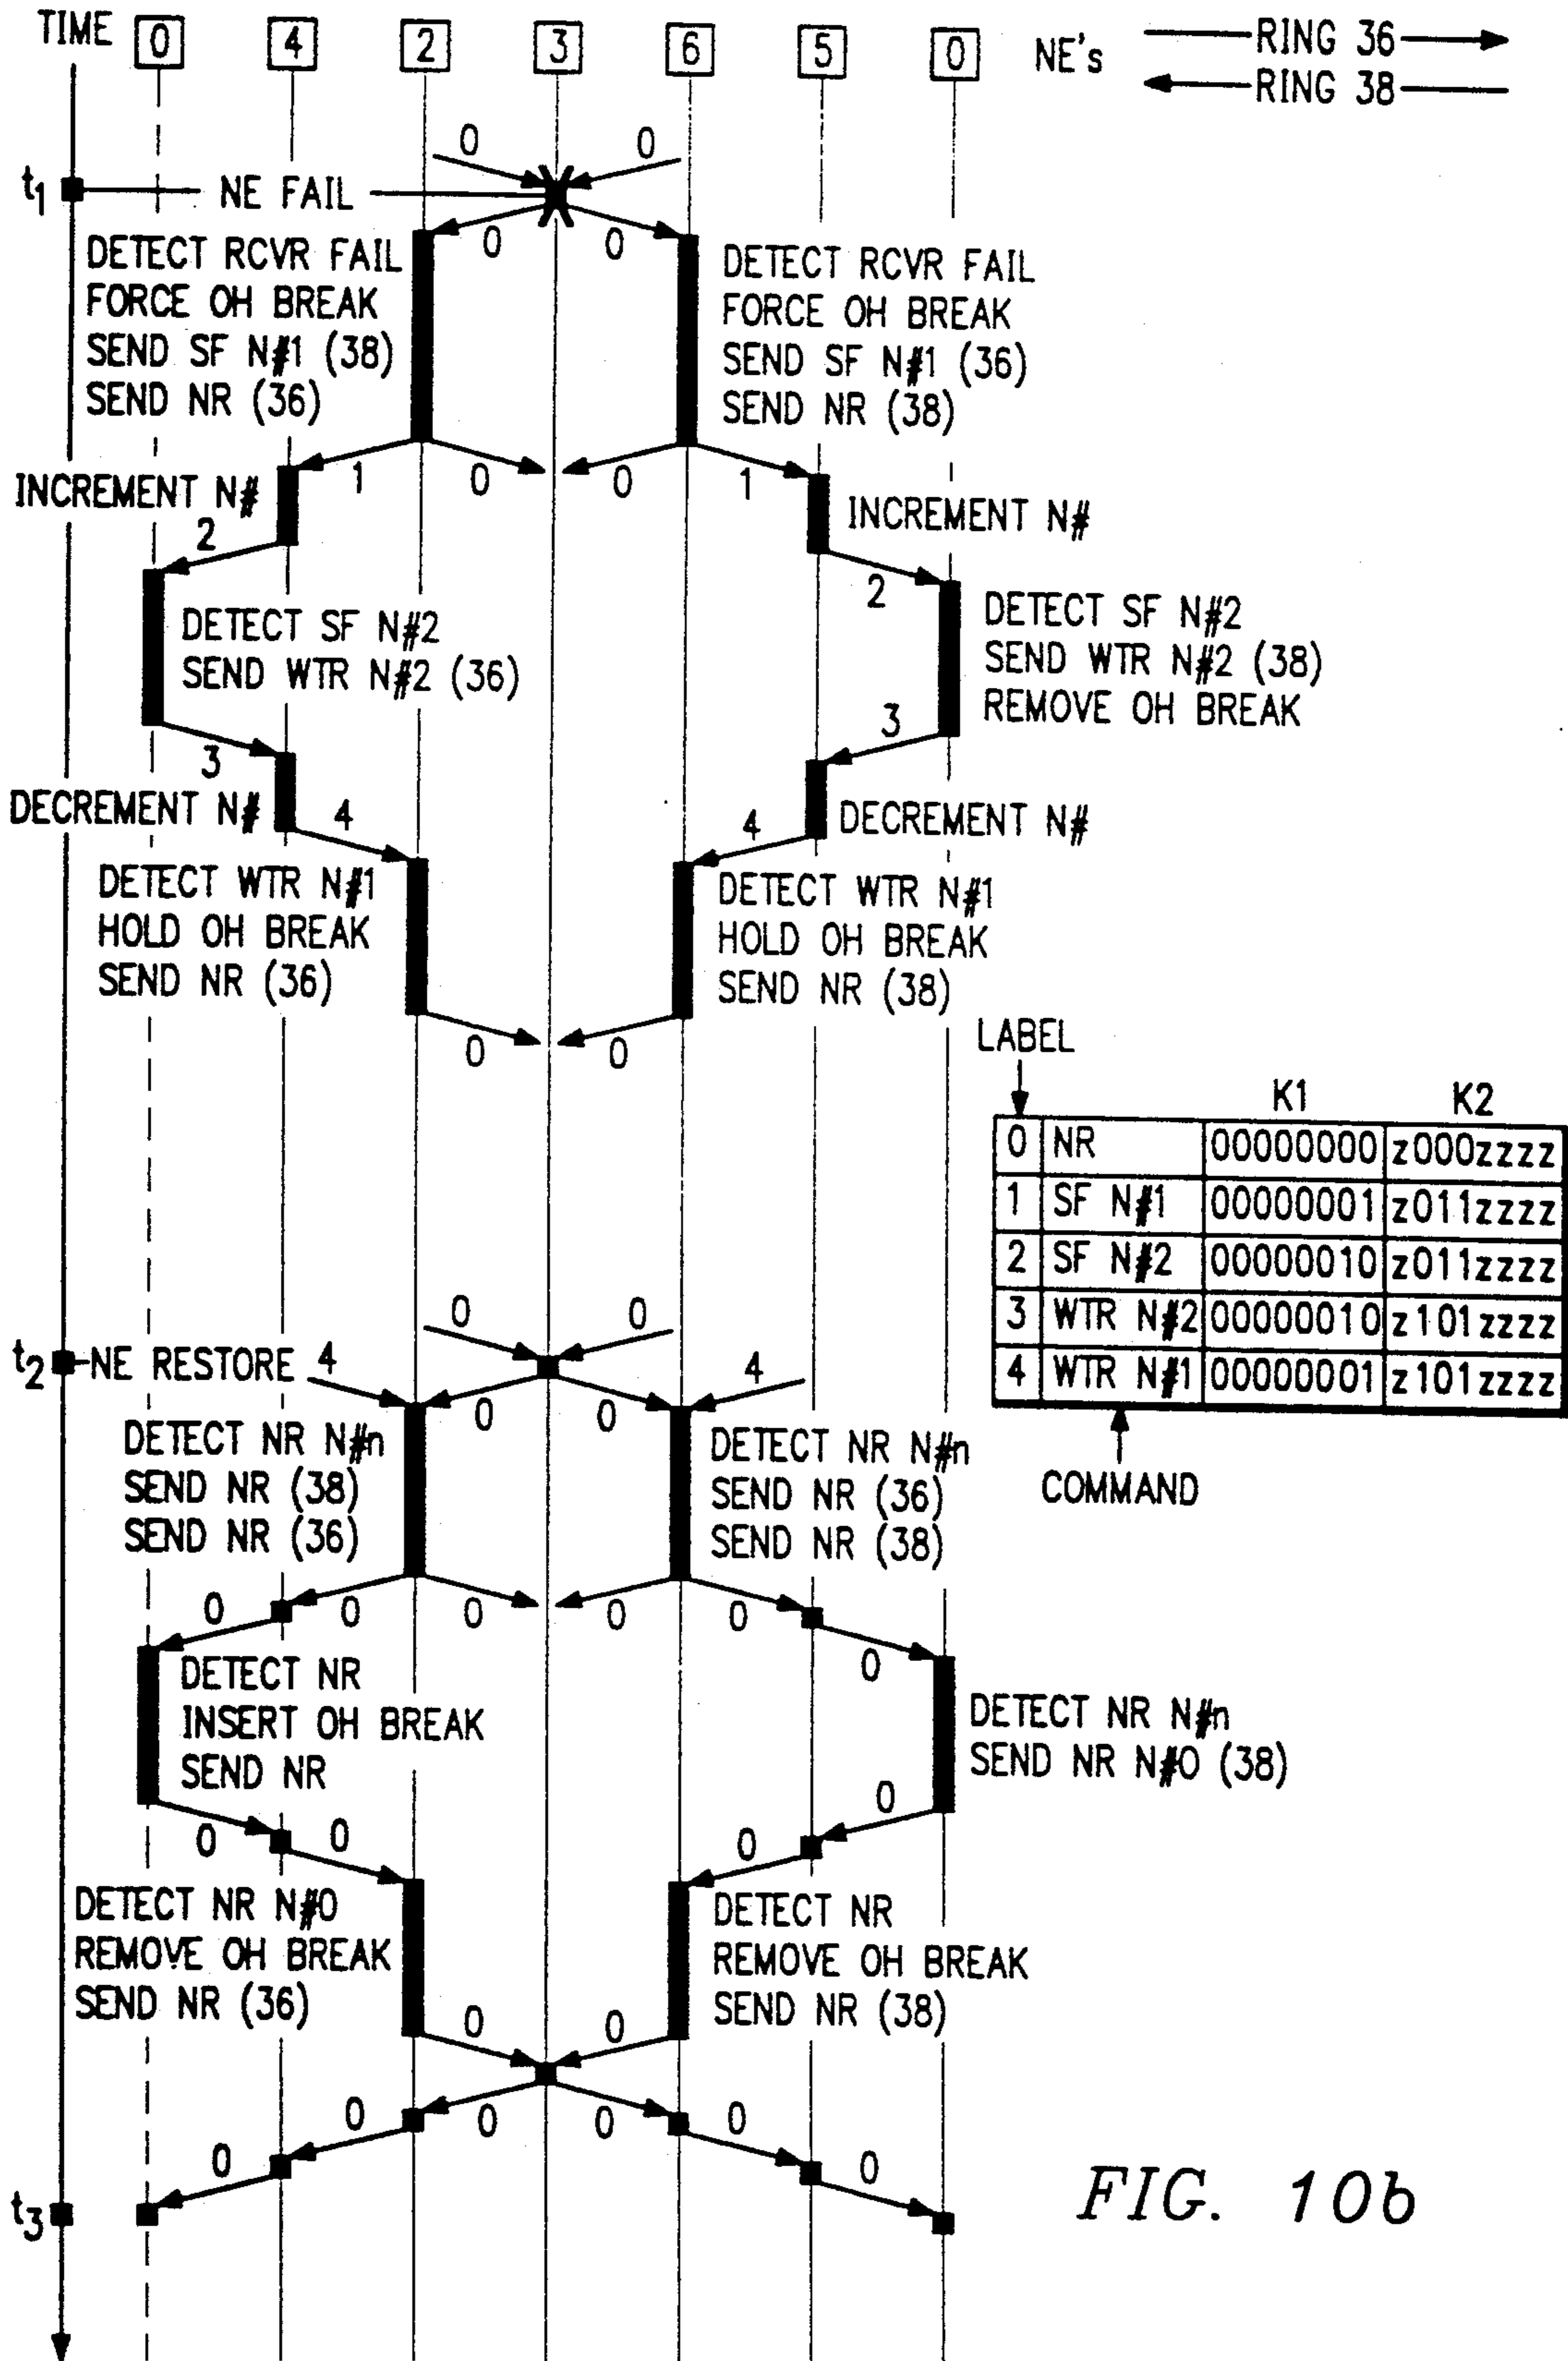 TIME 0 4 2 3 6 5 0 NE's RING 36
RING 38
0 0
t1 NE FAIL
0 0
DETECT RCVR FAIL
FORCE OH BREAK
SEND SF N#1 (38)
SEND NR (36)
DETECT RCVR FAIL
FORCE OH BREAK
SEND SF N#1 (36)
SEND NR (38)
1 0 0 1
INCREMENT N#
INCREMENT N#
2 2
DETECT SF N#2
SEND WTR N#2 (36)
DETECT SF N#2
SEND WTR N#2 (38)
REMOVE OH BREAK
3 3
DECREMENT N# 4
4 DECREMENT N#
DETECT WTR N#1
HOLD OH BREAK
SEND NR (36)
DETECT WTR N#1
HOLD OH BREAK
SEND NR (38)
0 0
LABEL
K1 K2
0 NR 00000000 z000zzzz
1 SF N#1 00000001 z011zzzz
2 SF N#2 00000010 z011zzzz
3 WTR N#2 00000010 z101zzzz
4 WTR N#1 00000001 z101zzzz
COMMAND
0 0
t2 NE RESTORE 4 4
0 0
DETECT NR N#n
SEND NR (38)
SEND NR (36)
DETECT NR N#n
SEND NR (36)
SEND NR (38)
0 0 0 0 0
0
DETECT NR
INSERT OH BREAK
SEND NR
DETECT NR N#n
SEND NR N#0 (38)
0
0 0 0
DETECT NR N#0
REMOVE OH BREAK
SEND NR (36)
DETECT NR
REMOVE OH BREAK
SEND NR (38)
0 0
0 0 0 0
0 0
t3
FIG. 10b